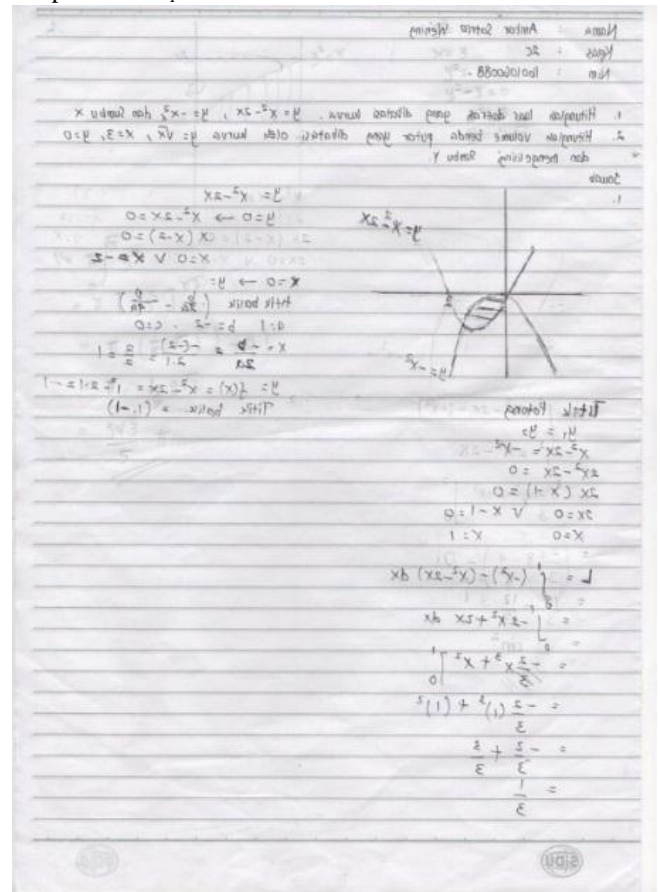 Nama :
Kelas : 2C
Nim : 1001060088
1. Hitunglah luas daerah yang dibatasi kurva. y = x²-2x , y = -x², dan Sumbu x
2. Hitunglah volume benda putar yang dibatasi oleh kurva y = √x , x = 3, y=0
dan mengelilingi Sumbu Y
Jawab
1.
y = x²-2x
y = -x²
y = x²-2x
y=0 → x²-2x=0
x(x-2)=0
x=0 V x = -2
x=0 → y=
titik balik
a=1 b=-2 . c=0
x = -b/2a = -(-2)/2.1 = 2/2 = 1
y = f(x) = x²-2x = 1²-2.1 = -1
Titik balik = (1,-1)
Titik Potong
y₁ = y₂
x²-2x = -x²
2x²-2x = 0
2x(x-1)=0
2x=0 V x-1=0
x=0 x=1
L = ∫₀¹ (-x²)-(x²-2x) dx
= ∫₀¹ -2x²+2x dx
= -2/3 x³ + x² ]₀¹
= -2/3 (1)³ + (1)²
= -2/3 + 3/3
= 1/3
SiDU